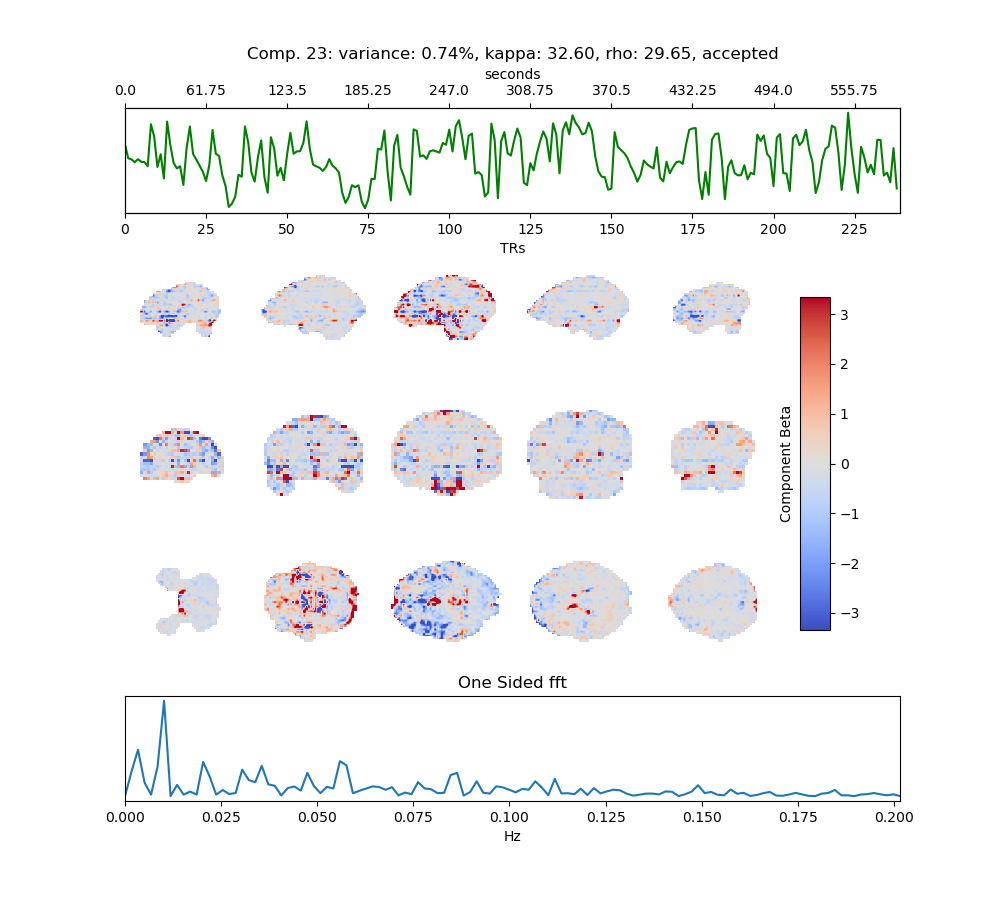 Comp. 23: variance: 0.74%, kappa: 32.60, rho: 29.65, accepted
seconds
0.0 61.75 123.5 185.25 247.0 308.75 370.5 432.25 494.0 555.75
0 25 50 75 100 125 150 175 200 225
TRs
3
2
1
0
−1
−2
−3
Component Beta
One Sided fft
0.000 0.025 0.050 0.075 0.100 0.125 0.150 0.175 0.200
Hz